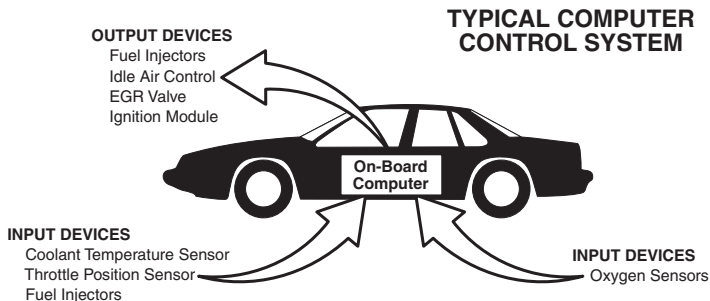 TYPICAL COMPUTER
CONTROL SYSTEM
OUTPUT DEVICES
Fuel Injectors
Idle Air Control
EGR Valve
Ignition Module
On-Board
Computer
INPUT DEVICES
Coolant Temperature Sensor
Throttle Position Sensor
Fuel Injectors
INPUT DEVICES
Oxygen Sensors